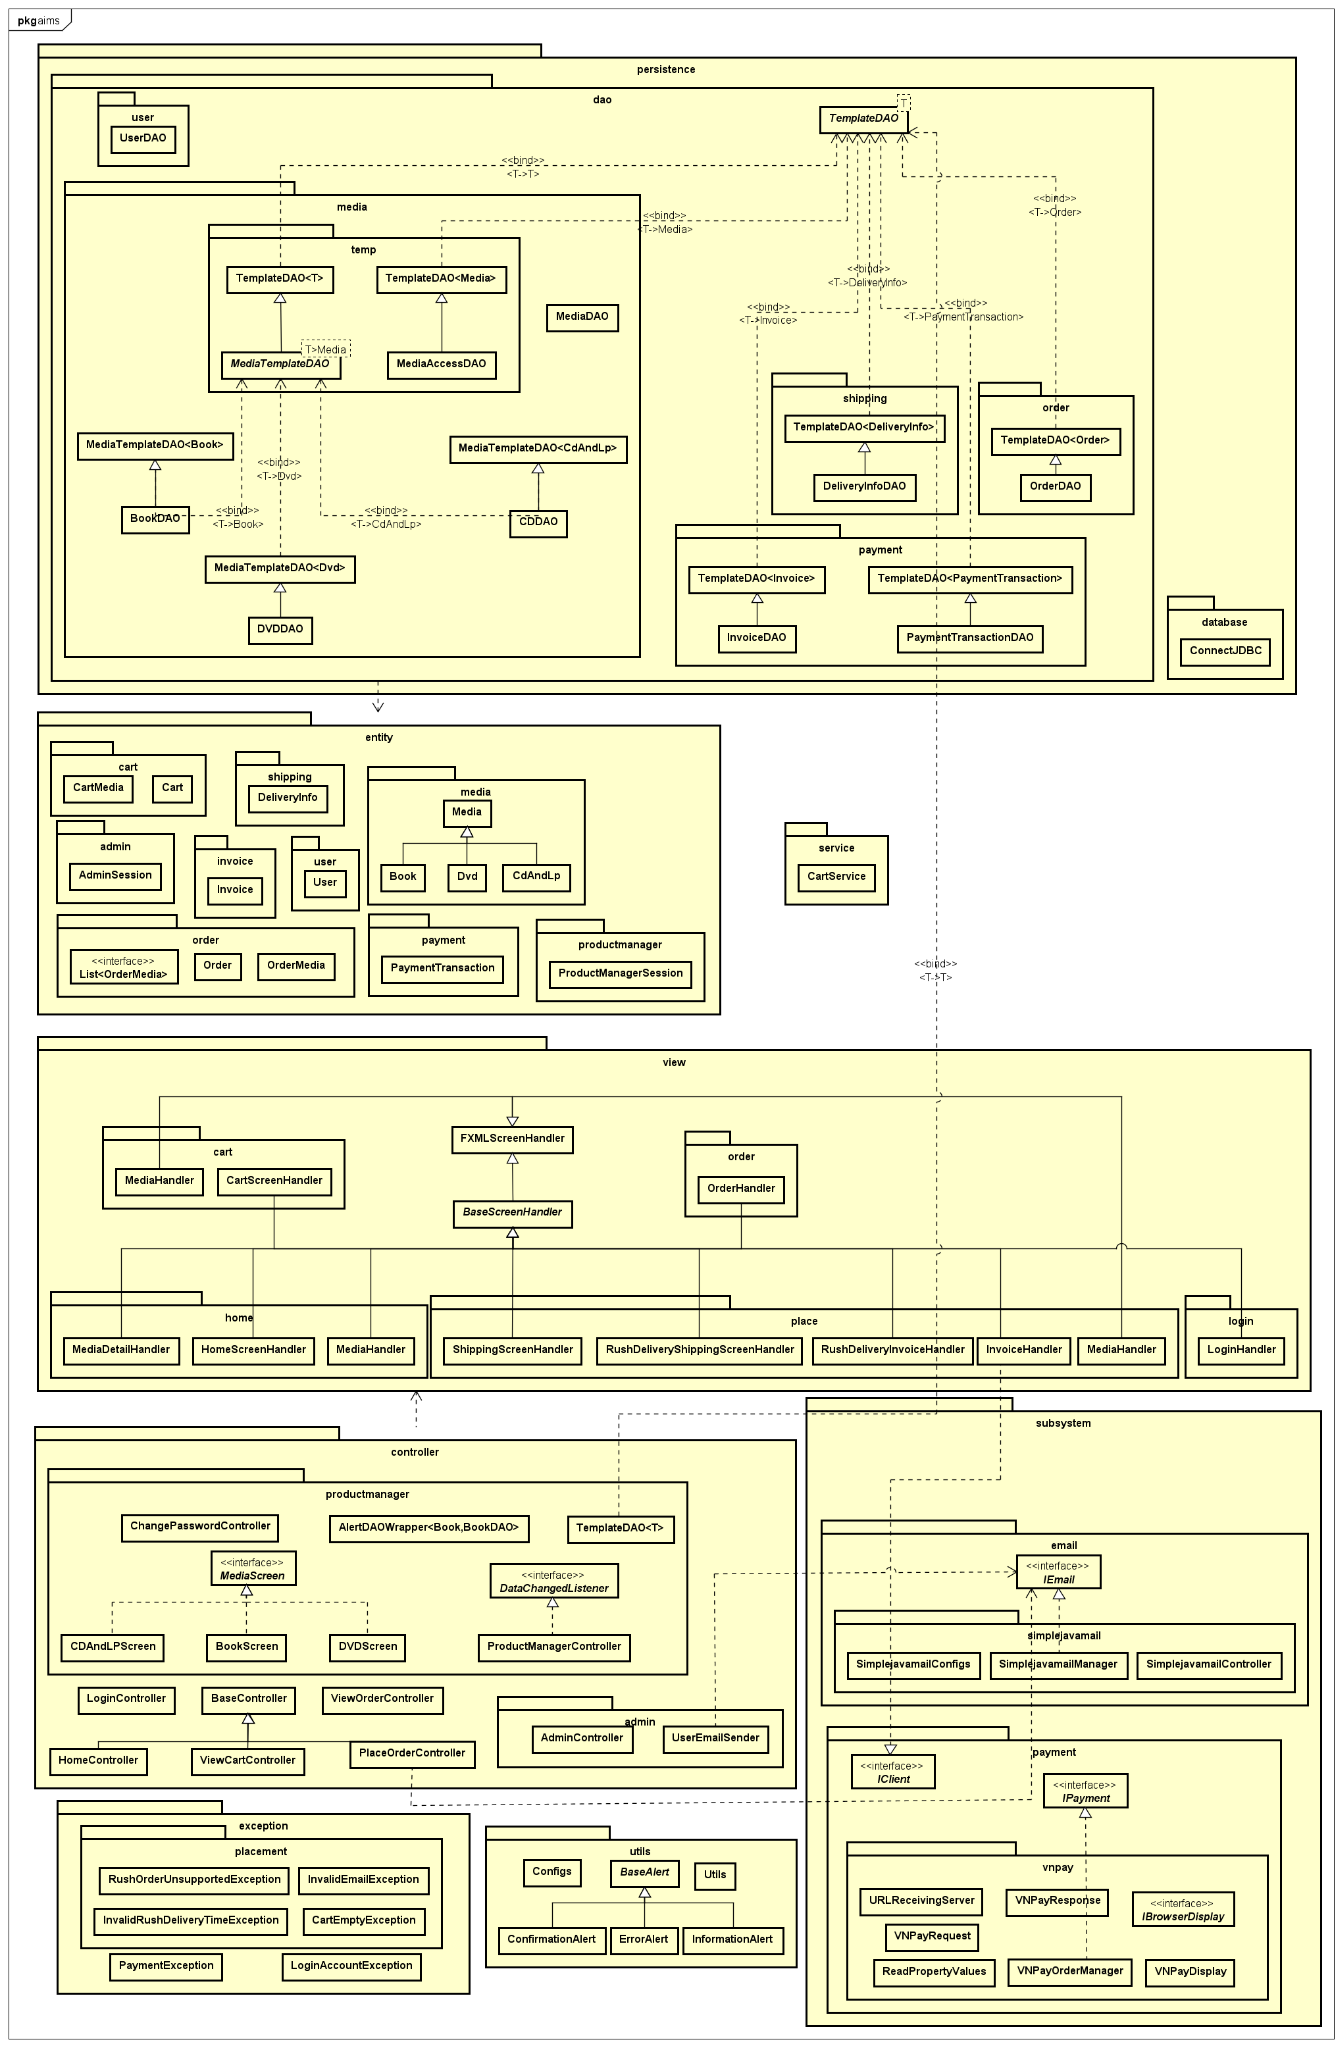 pkg aims
persistence
dao
user
UserDAO
T
TemplateDAO
<<bind>>
<T->T>
media
<<bind>>
<T->Media>
<<bind>>
<T->Order>
temp
TemplateDAO<T>
TemplateDAO<Media>
<<bind>>
<T->DeliveryInfo>
MediaDAO
<<bind>>
<T->Invoice>
<<bind>>
<T->PaymentTransaction>
T>Media
MediaTemplateDAO
MediaAccessDAO
shipping
order
TemplateDAO<DeliveryInfo>
TemplateDAO<Order>
MediaTemplateDAO<Book>
MediaTemplateDAO<CdAndLp>
<<bind>>
<T->Dvd>
DeliveryInfoDAO
OrderDAO
BookDAO
<<bind>>
<T->Book>
<<bind>>
<T->CdAndLp>
CDDAO
payment
MediaTemplateDAO<Dvd>
TemplateDAO<Invoice>
TemplateDAO<PaymentTransaction>
DVDDAO
InvoiceDAO
PaymentTransactionDAO
database
ConnectJDBC
entity
cart
CartMedia
Cart
shipping
DeliveryInfo
media
Media
Book
Dvd
CdAndLp
admin
AdminSession
invoice
Invoice
user
User
service
CartService
order
<<interface>>
List<OrderMedia>
Order
OrderMedia
payment
PaymentTransaction
productmanager
ProductManagerSession
<<bind>>
<T->T>
view
cart
MediaHandler
CartScreenHandler
FXMLScreenHandler
BaseScreenHandler
order
OrderHandler
home
MediaDetailHandler
HomeScreenHandler
MediaHandler
place
ShippingScreenHandler
RushDeliveryShippingScreenHandler
RushDeliveryInvoiceHandler
InvoiceHandler
MediaHandler
login
LoginHandler
controller
productmanager
ChangePasswordController
AlertDAOWrapper<Book,BookDAO>
TemplateDAO<T>
<<interface>>
MediaScreen
<<interface>>
DataChangedListener
CDAndLPScreen
BookScreen
DVDScreen
ProductManagerController
LoginController
BaseController
ViewOrderController
admin
AdminController
UserEmailSender
HomeController
ViewCartController
PlaceOrderController
subsystem
email
<<interface>>
IEmail
simplejavamail
SimplejavamailConfigs
SimplejavamailManager
SimplejavamailController
payment
<<interface>>
IClient
<<interface>>
IPayment
vnpay
URLReceivingServer
VNPayResponse
<<interface>>
IBrowserDisplay
VNPayRequest
ReadPropertyValues
VNPayOrderManager
VNPayDisplay
exception
placement
RushOrderUnsupportedException
InvalidEmailException
InvalidRushDeliveryTimeException
CartEmptyException
PaymentException
LoginAccountException
utils
Configs
BaseAlert
Utils
ConfirmationAlert
ErrorAlert
InformationAlert